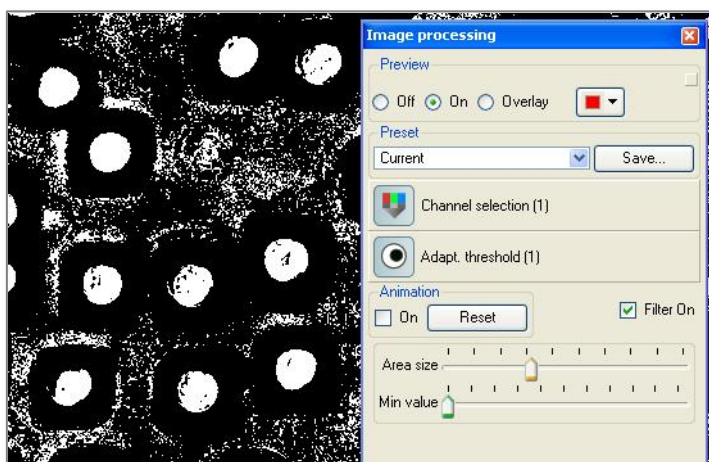 Image processing
Preview
Off On Overlay
Preset
Current Save...
Channel selection (1)
Adapt. threshold (1)
Animation
On Reset Filter On
Area size
Min value